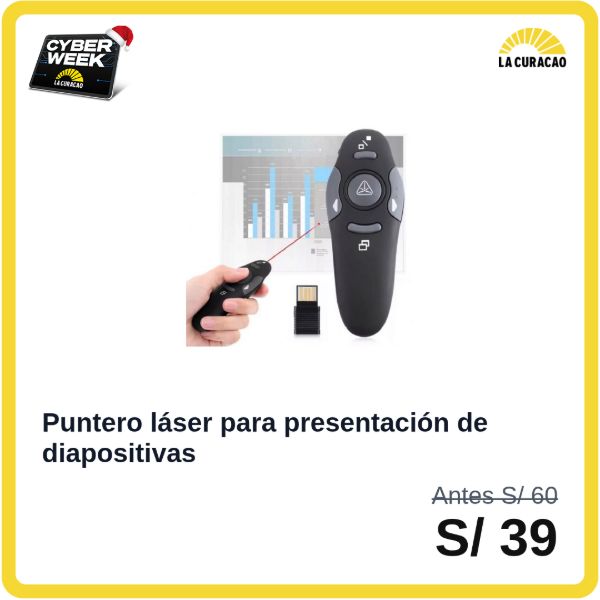 CYBER
WEEK
LA CURACAO
LA CURACAO
Puntero láser para presentación de
diapositivas
Antes S/ 60
S/ 39